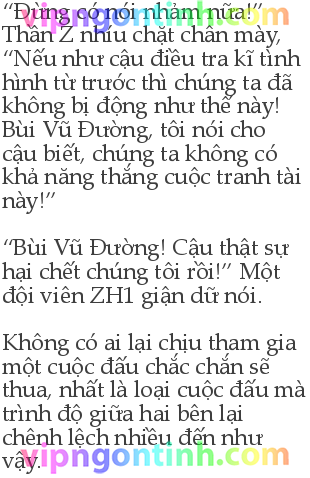 “Đừng có nói nhảm nữa!”
vipngontinh.com
Thần Z nhíu chặt chân mày,
“Nếu như cậu điều tra kĩ tình
hình từ trước thì chúng ta đã
không bị động như thế này!
Bùi Vũ Đường, tôi nói cho
cậu biết, chúng ta không có
khả năng thắng cuộc tranh tài
này!”
“Bùi Vũ Đường! Cậu thật sự
hại chết chúng tôi rồi!” Một
đội viên ZH1 giận dữ nói.
Không có ai lại chịu tham gia
một cuộc đấu chắc chắn sẽ
thua, nhất là loại cuộc đấu mà
trình độ giữa hai bên lại
chênh lệch nhiều đến như
vậy.
vipngontinh.com